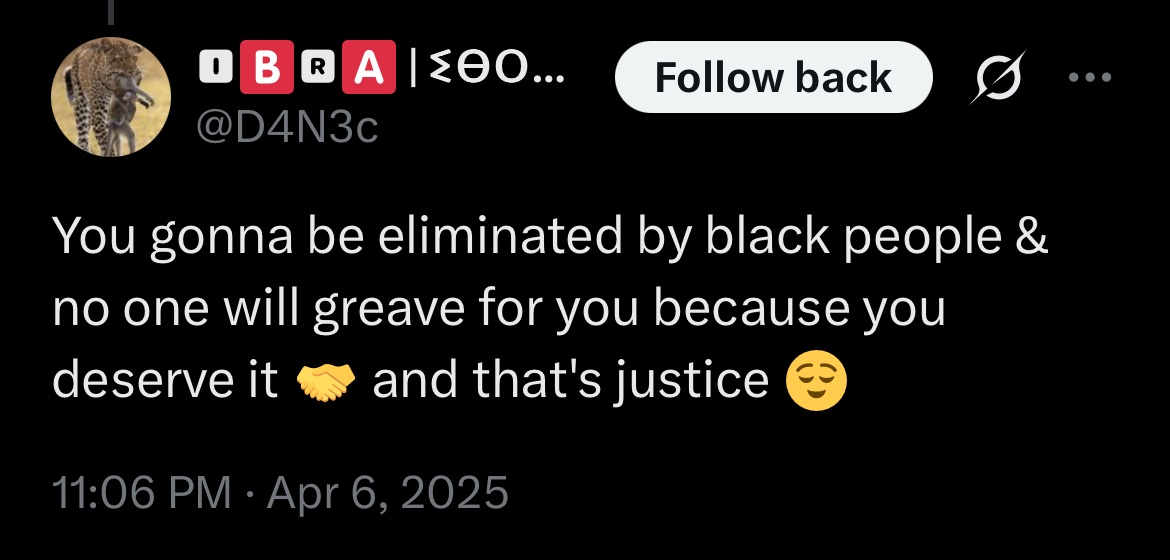 🅸🅱🆁🅰 | ⵉⴱⵔ...
Follow back
@D4N3c
You gonna be eliminated by black people &
no one will greave for you because you
deserve it 🤝 and that's justice 😌
11:06 PM · Apr 6, 2025